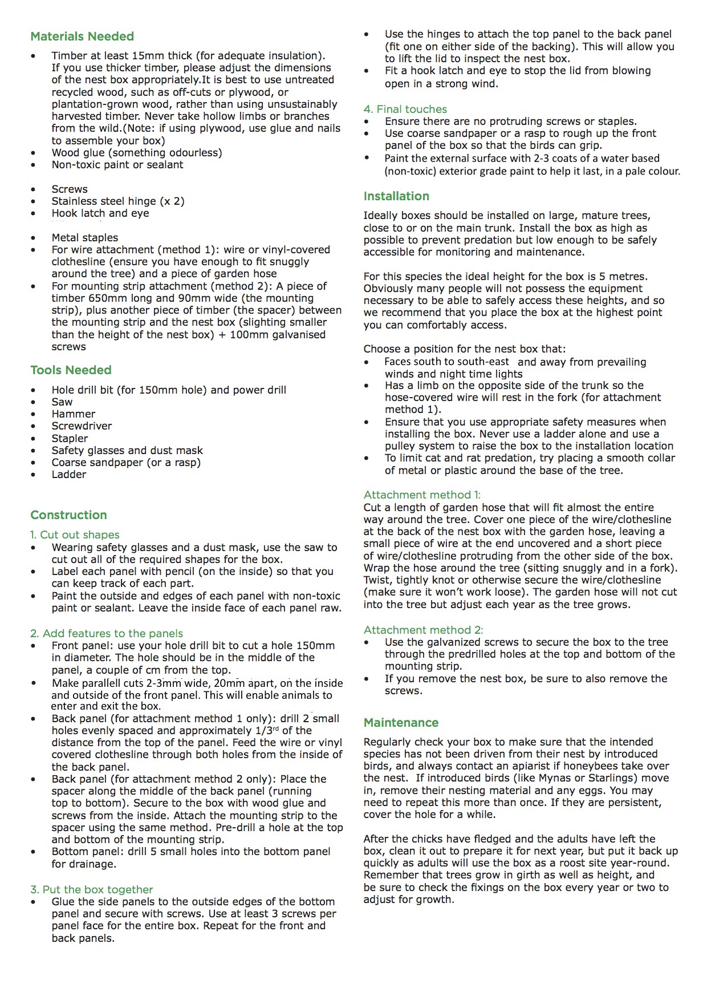 Materials Needed
• Timber at least 15mm thick (for adequate insulation).
If you use thicker timber, please adjust the dimensions
of the nest box appropriately.It is best to use untreated
recycled wood, such as off-cuts or plywood, or
plantation-grown wood, rather than using unsustainably
harvested timber. Never take hollow limbs or branches
from the wild.(Note: if using plywood, use glue and nails
to assemble your box)
• Wood glue (something odourless)
• Non-toxic paint or sealant
• Screws
• Stainless steel hinge (x 2)
• Hook latch and eye
• Metal staples
• For wire attachment (method 1): wire or vinyl-covered
clothesline (ensure you have enough to fit snuggly
around the tree) and a piece of garden hose
• For mounting strip attachment (method 2): A piece of
timber 650mm long and 90mm wide (the mounting
strip), plus another piece of timber (the spacer) between
the mounting strip and the nest box (slighting smaller
than the height of the nest box) + 100mm galvanised
screws
Tools Needed
• Hole drill bit (for 150mm hole) and power drill
• Saw
• Hammer
• Screwdriver
• Stapler
• Safety glasses and dust mask
• Coarse sandpaper (or a rasp)
• Ladder
Construction
1. Cut out shapes
• Wearing safety glasses and a dust mask, use the saw to
cut out all of the required shapes for the box.
• Label each panel with pencil (on the inside) so that you
can keep track of each part.
• Paint the outside and edges of each panel with non-toxic
paint or sealant. Leave the inside face of each panel raw.
2. Add features to the panels
• Front panel: use your hole drill bit to cut a hole 150mm
in diameter. The hole should be in the middle of the
panel, a couple of cm from the top.
• Make parallell cuts 2-3mm wide, 20mm apart, on the inside
and outside of the front panel. This will enable animals to
enter and exit the box.
• Back panel (for attachment method 1 only): drill 2 small
holes evenly spaced and approximately 1/3rd of the
distance from the top of the panel. Feed the wire or vinyl
covered clothesline through both holes from the inside of
the back panel.
• Back panel (for attachment method 2 only): Place the
spacer along the middle of the back panel (running
top to bottom). Secure to the box with wood glue and
screws from the inside. Attach the mounting strip to the
spacer using the same method. Pre-drill a hole at the top
and bottom of the mounting strip.
• Bottom panel: drill 5 small holes into the bottom panel
for drainage.
3. Put the box together
• Glue the side panels to the outside edges of the bottom
panel and secure with screws. Use at least 3 screws per
panel face for the entire box. Repeat for the front and
back panels.
• Use the hinges to attach the top panel to the back panel
(fit one on either side of the backing). This will allow you
to lift the lid to inspect the nest box.
• Fit a hook latch and eye to stop the lid from blowing
open in a strong wind.
4. Final touches
• Ensure there are no protruding screws or staples.
• Use coarse sandpaper or a rasp to rough up the front
panel of the box so that the birds can grip.
• Paint the external surface with 2-3 coats of a water based
(non-toxic) exterior grade paint to help it last, in a pale colour.
Installation
Ideally boxes should be installed on large, mature trees,
close to or on the main trunk. Install the box as high as
possible to prevent predation but low enough to be safely
accessible for monitoring and maintenance.
For this species the ideal height for the box is 5 metres.
Obviously many people will not possess the equipment
necessary to be able to safely access these heights, and so
we recommend that you place the box at the highest point
you can comfortably access.
Choose a position for the nest box that:
• Faces south to south-east and away from prevailing
winds and night time lights
• Has a limb on the opposite side of the trunk so the
hose-covered wire will rest in the fork (for attachment
method 1).
• Ensure that you use appropriate safety measures when
installing the box. Never use a ladder alone and use a
pulley system to raise the box to the installation location
• To limit cat and rat predation, try placing a smooth collar
of metal or plastic around the base of the tree.
Attachment method 1:
Cut a length of garden hose that will fit almost the entire
way around the tree. Cover one piece of the wire/clothesline
at the back of the nest box with the garden hose, leaving a
small piece of wire at the end uncovered and a short piece
of wire/clothesline protruding from the other side of the box.
Wrap the hose around the tree (sitting snuggly and in a fork).
Twist, tightly knot or otherwise secure the wire/clothesline
(make sure it won’t work loose). The garden hose will not cut
into the tree but adjust each year as the tree grows.
Attachment method 2:
• Use the galvanized screws to secure the box to the tree
through the predrilled holes at the top and bottom of the
mounting strip.
• If you remove the nest box, be sure to also remove the
screws.
Maintenance
Regularly check your box to make sure that the intended
species has not been driven from their nest by introduced
birds, and always contact an apiarist if honeybees take over
the nest. If introduced birds (like Mynas or Starlings) move
in, remove their nesting material and any eggs. You may
need to repeat this more than once. If they are persistent,
cover the hole for a while.
After the chicks have fledged and the adults have left the
box, clean it out to prepare it for next year, but put it back up
quickly as adults will use the box as a roost site year-round.
Remember that trees grow in girth as well as height, and
be sure to check the fixings on the box every year or two to
adjust for growth.